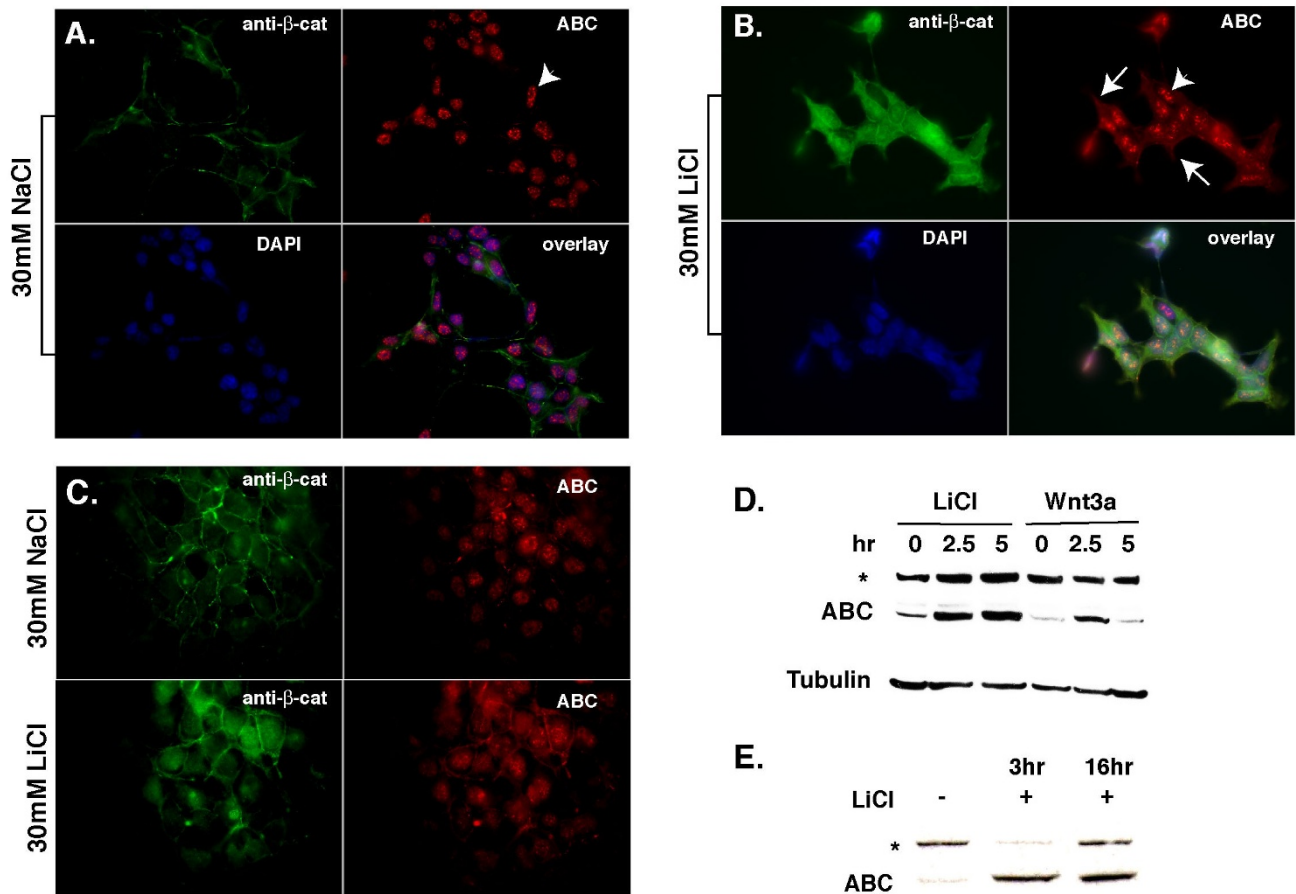 A.
anti-β-cat
ABC
DAPI
overlay
30mM NaCl
B.
anti-β-cat
ABC
DAPI
overlay
30mM LiCl
C.
anti-β-cat
ABC
30mM NaCl
anti-β-cat
ABC
30mM LiCl
D.
LiCl Wnt3a
hr 0 2.5 5 0 2.5 5
*
ABC
Tubulin
E.
3hr 16hr
LiCl - + +
*
ABC